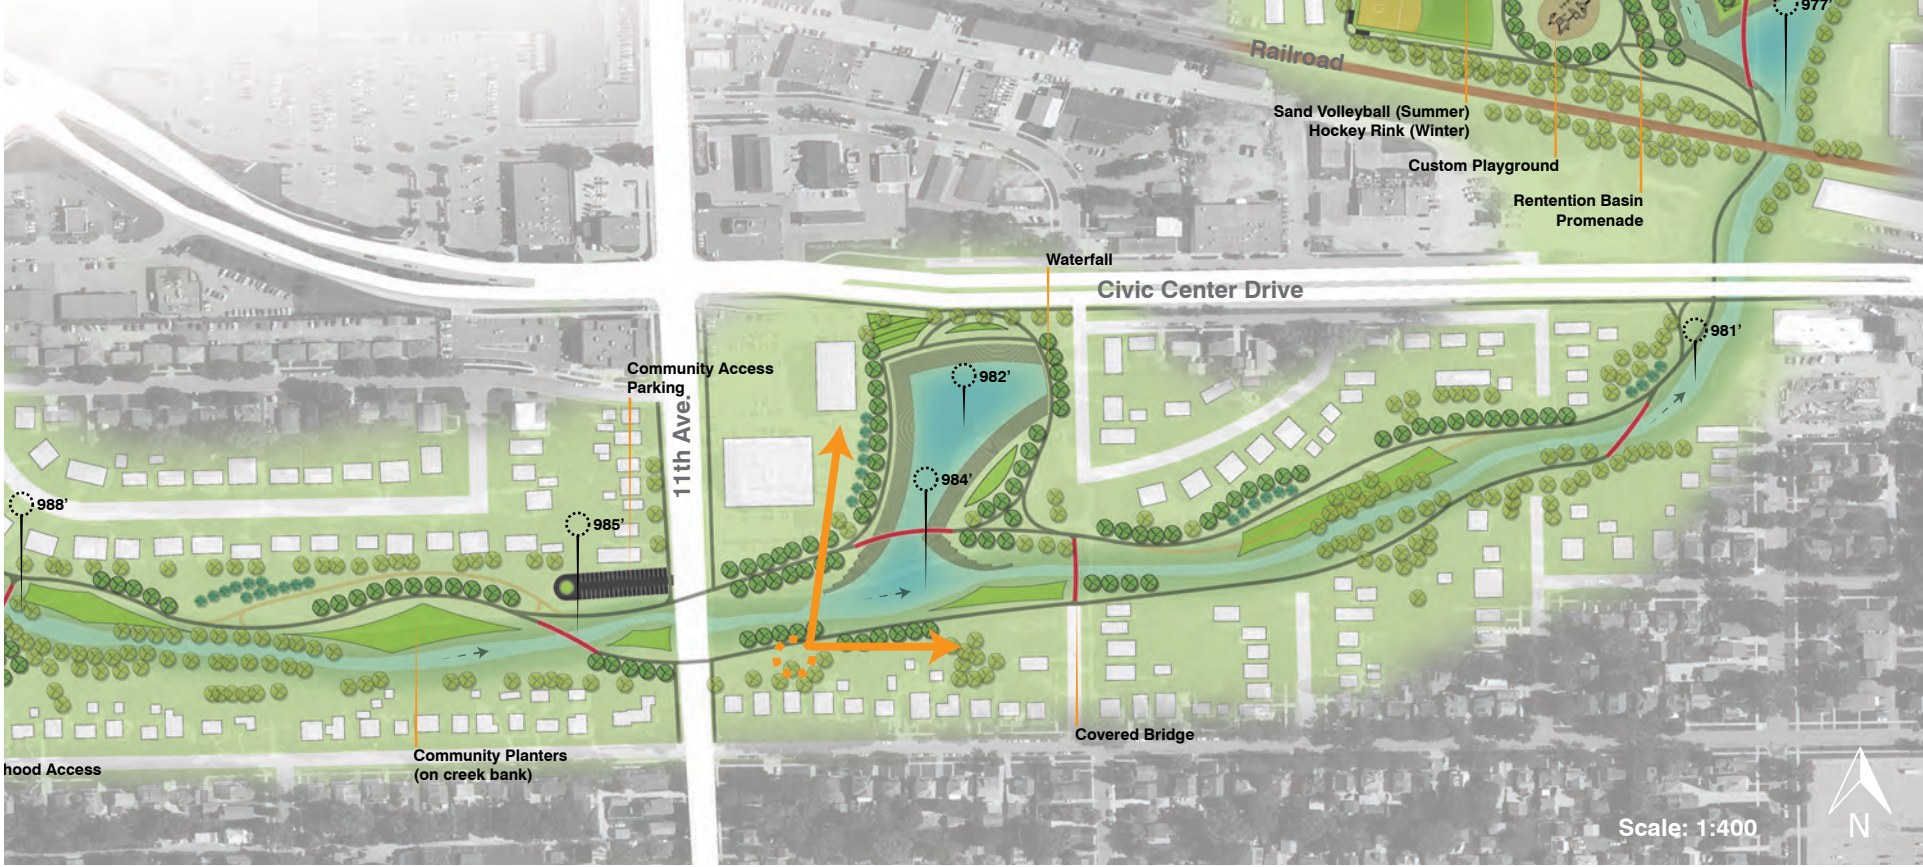 977’
Railroad
Sand Volleyball (Summer)
Hockey Rink (Winter)
Custom Playground
Rentention Basin
Promenade
Waterfall
Civic Center Drive
981’
Community Access
Parking
982’
11th Ave.
984’
988’
985’
Covered Bridge
Community Planters
(on creek bank)
hood Access
Scale: 1:400
N